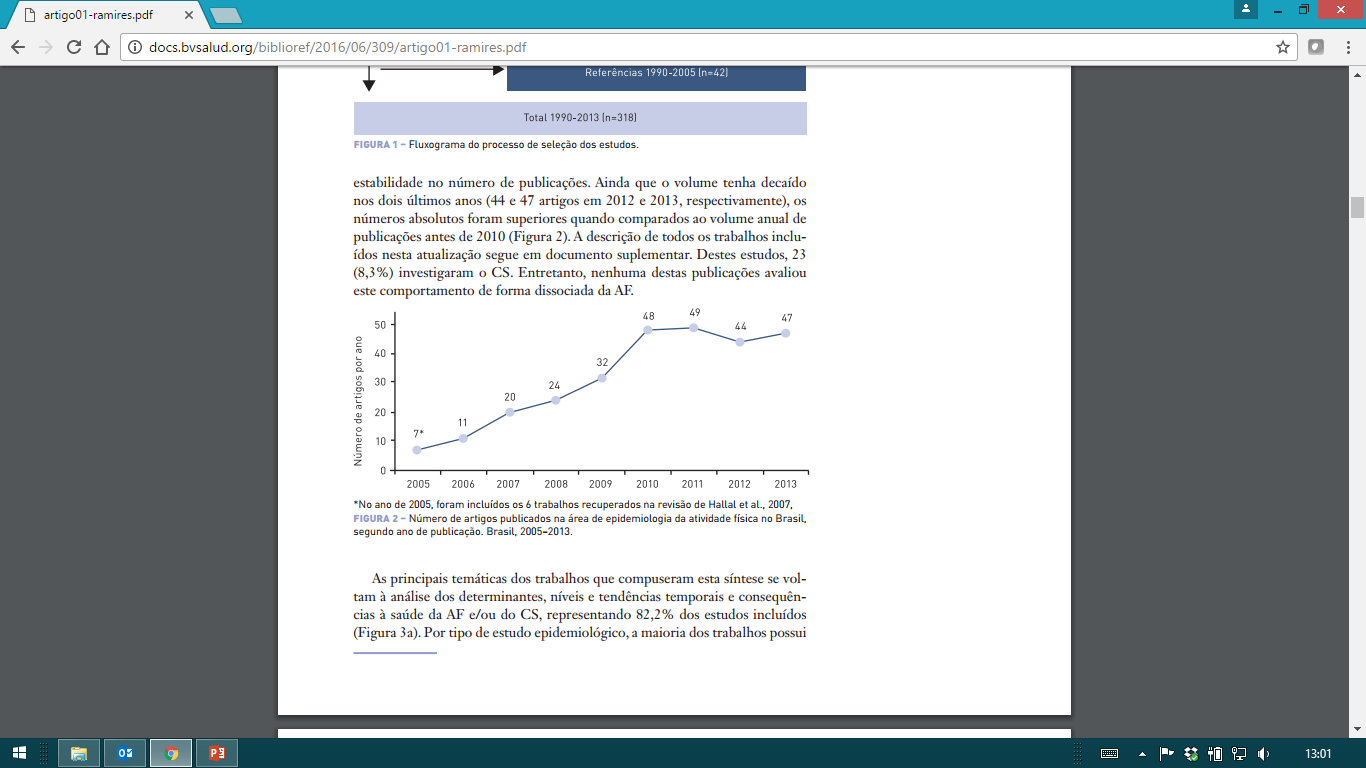 artigo01-ramires.pdf
docs.bvsalud.org/biblioref/2016/06/309/artigo01-ramires.pdf
Referências 1990-2005 (n=42)
Total 1990-2013 (n=318)
FIGURA 1 – Fluxograma do processo de seleção dos estudos.
estabilidade no número de publicações. Ainda que o volume tenha decaído
nos dois últimos anos (44 e 47 artigos em 2012 e 2013, respectivamente), os
números absolutos foram superiores quando comparados ao volume anual de
publicações antes de 2010 (Figura 2). A descrição de todos os trabalhos inclu-
ídos nesta atualização segue em documento suplementar. Destes estudos, 23
(8,3%) investigaram o CS. Entretanto, nenhuma destas publicações avaliou
este comportamento de forma dissociada da AF.
Número de artigos por ano
50
40
30
20
10
0
7*
11
20
24
32
48
49
44
47
2005 2006 2007 2008 2009 2010 2011 2012 2013
*No ano de 2005, foram incluídos os 6 trabalhos recuperados na revisão de Hallal et al., 2007,
FIGURA 2 – Número de artigos publicados na área de epidemiologia da atividade física no Brasil,
segundo ano de publicação. Brasil, 2005–2013.
As principais temáticas dos trabalhos que compuseram esta síntese se vol-
tam à análise dos determinantes, níveis e tendências temporais e consequên-
cias à saúde da AF e/ou do CS, representando 82,2% dos estudos incluídos
(Figura 3a). Por tipo de estudo epidemiológico, a maioria dos trabalhos possui
13:01